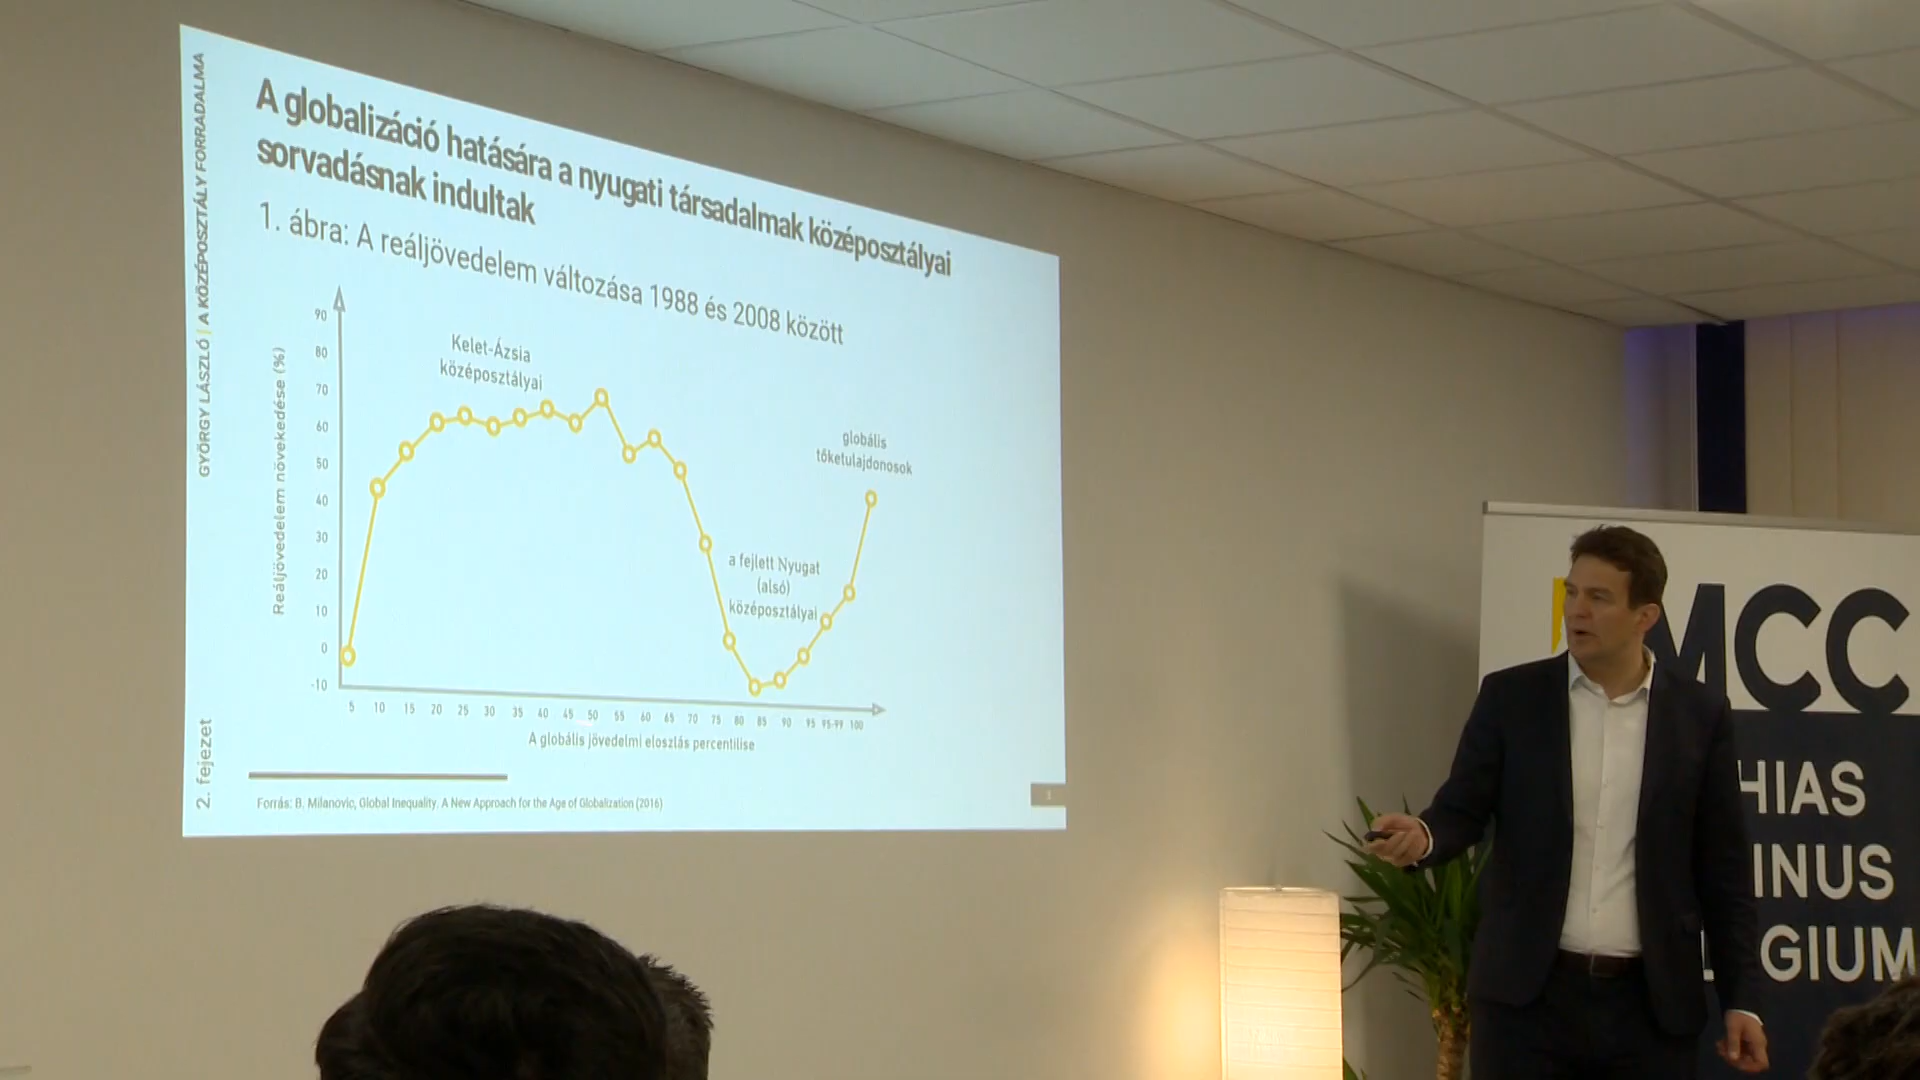 GYÖRGY LÁSZLÓ | A KÖZÉPOSZTÁLY FORRADALMA
A globalizáció hatására a nyugati társadalmak középosztályai
sorvadásnak indultak
1. ábra: A reáljövedelem változása 1988 és 2008 között
Reáljövedelem növekedése (%)
90
80
70
60
50
40
30
20
10
0
-10
Kelet-Ázsia
középosztályai
globális
tőketulajdonosok
a fejlett Nyugat
(alsó)
középosztályai
5 10 15 20 25 30 35 40 45 50 55 60 65 70 75 80 85 90 95 95-99 100
A globális jövedelmi eloszlás percentilise
2. fejezet
Forrás: B. Milanovic, Global Inequality. A New Approach for the Age of Globalization (2016)
MCC
HIAS
INUS
GIUM